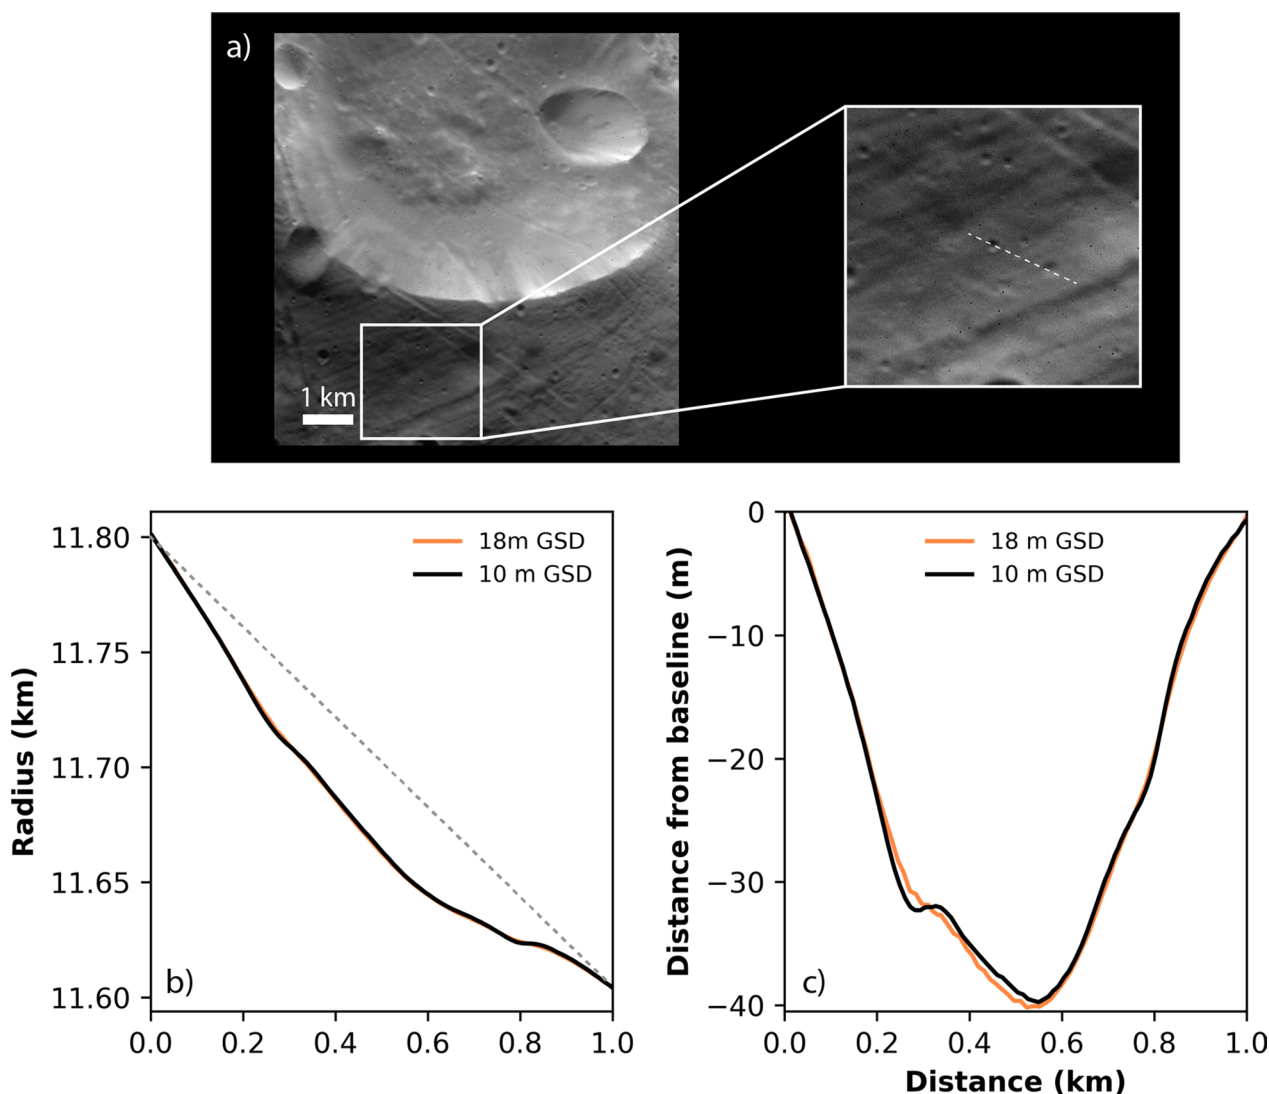 a)
1 km
11.80
11.75
11.70
11.65
11.60
Radius (km)
18m GSD
10 m GSD
b)
0.0 0.2 0.4 0.6 0.8 1.0
0
−10
−20
−30
−40
Distance from baseline (m)
18 m GSD
10 m GSD
c)
0.0 0.2 0.4 0.6 0.8 1.0
Distance (km)